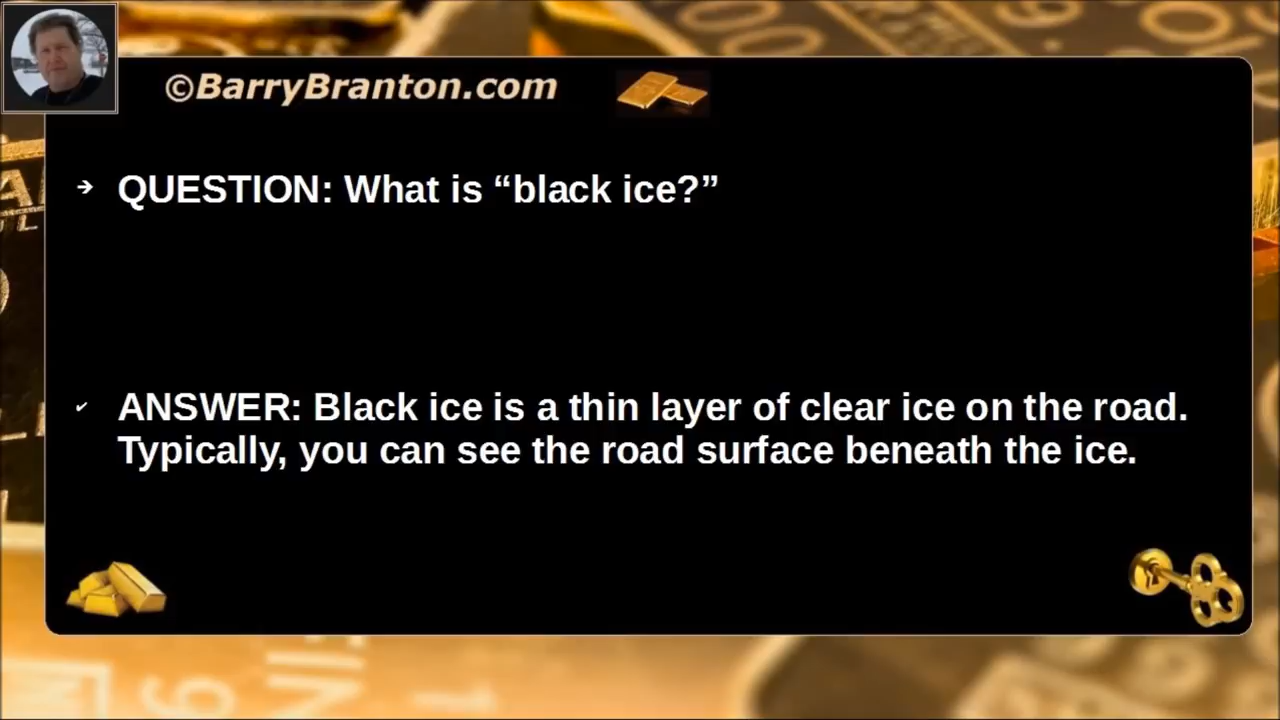 ©BarryBranton.com
QUESTION: What is “black ice?”
ANSWER: Black ice is a thin layer of clear ice on the road.
Typically, you can see the road surface beneath the ice.